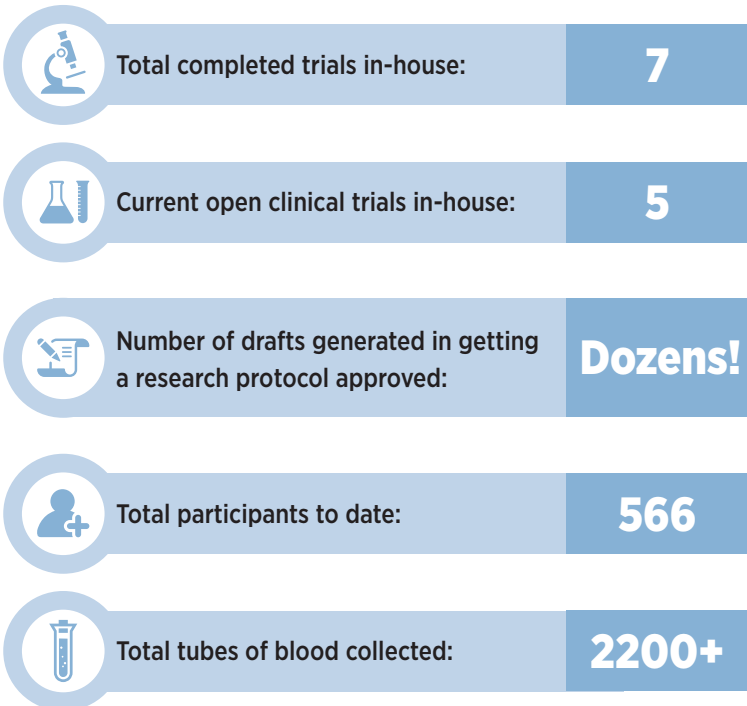 Total completed trials in-house:
7
Current open clinical trials in-house:
5
Number of drafts generated in getting
a research protocol approved:
Dozens!
Total participants to date:
566
Total tubes of blood collected:
2200+